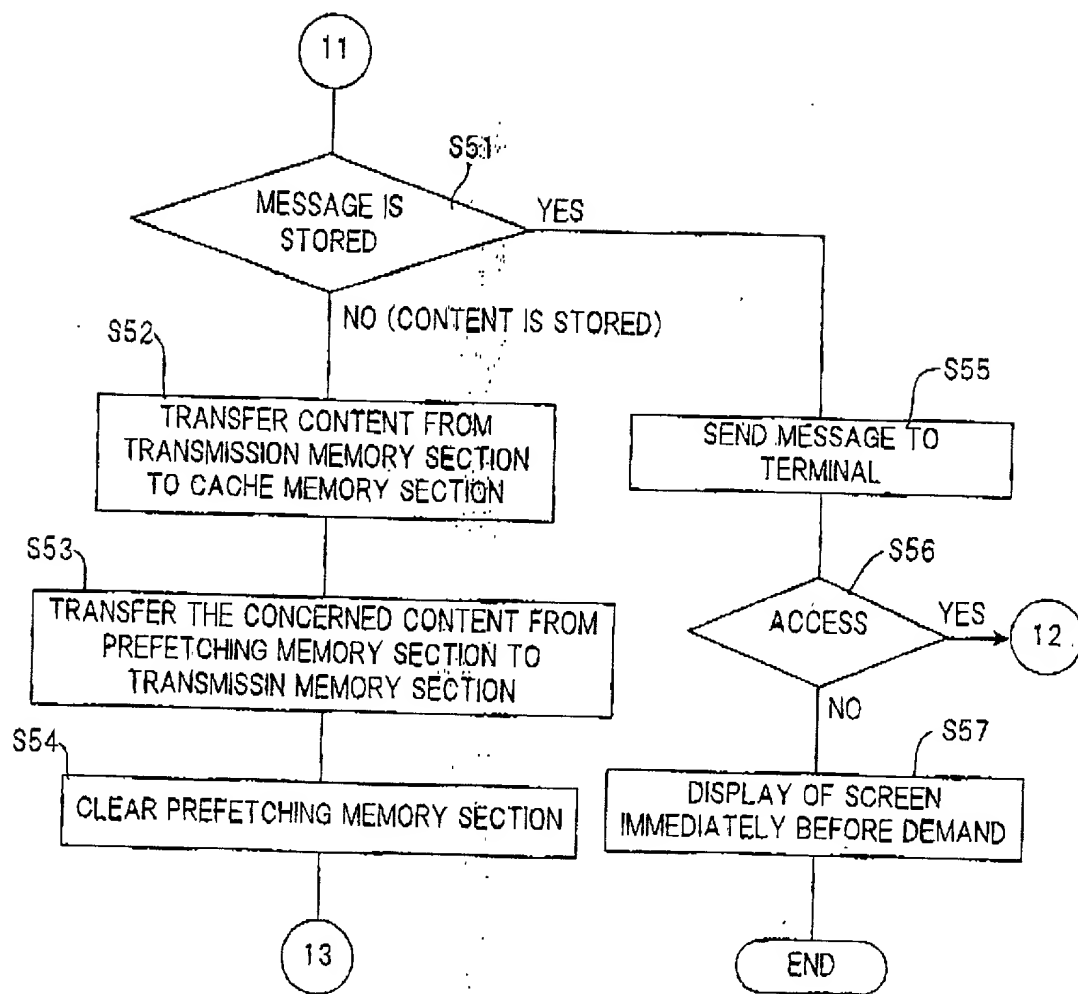 11
S51
MESSAGE IS
STORED
YES
NO (CONTENT IS STORED)
S52
TRANSFER CONTENT FROM
TRANSMISSION MEMORY SECTION
TO CACHE MEMORY SECTION
S53
TRANSFER THE CONCERNED CONTENT FROM
PREFETCHING MEMORY SECTION TO
TRANSMISSIN MEMORY SECTION
S54
CLEAR PREFETCHING MEMORY SECTION
13
S55
SEND MESSAGE TO
TERMINAL
S56
ACCESS
YES
12
NO
S57
DISPLAY OF SCREEN
IMMEDIATELY BEFORE DEMAND
END